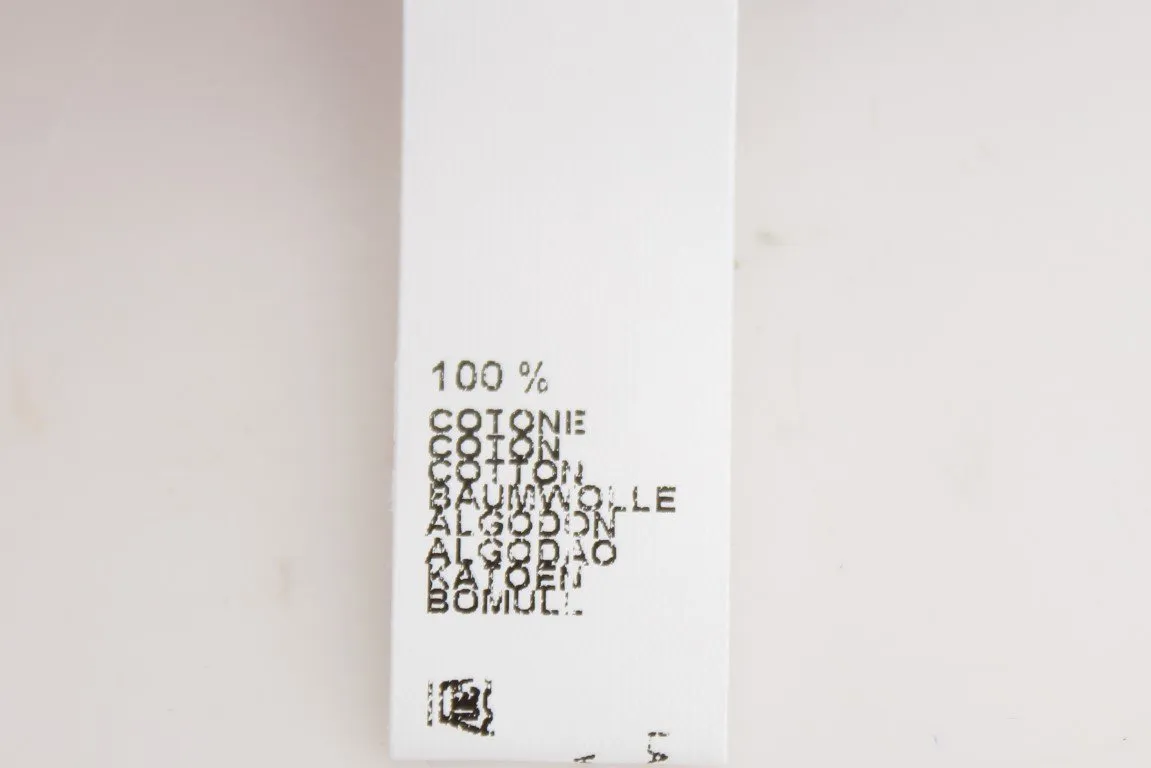 100 %
COTONE
COTON
COTTON
BAUMWOLLE
ALGODON
ALGODAO
KATOEN
BOMULL